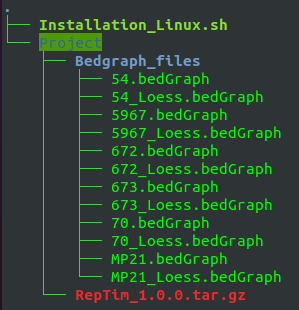 .
├── Installation_Linux.sh
└── Project
    ├── Bedgraph_files
    │   ├── 54.bedGraph
    │   ├── 54_Loess.bedGraph
    │   ├── 5967.bedGraph
    │   ├── 5967_Loess.bedGraph
    │   ├── 672.bedGraph
    │   ├── 672_Loess.bedGraph
    │   ├── 673.bedGraph
    │   ├── 673_Loess.bedGraph
    │   ├── 70.bedGraph
    │   ├── 70_Loess.bedGraph
    │   ├── MP21.bedGraph
    │   └── MP21_Loess.bedGraph
    └── RepTim_1.0.0.tar.gz